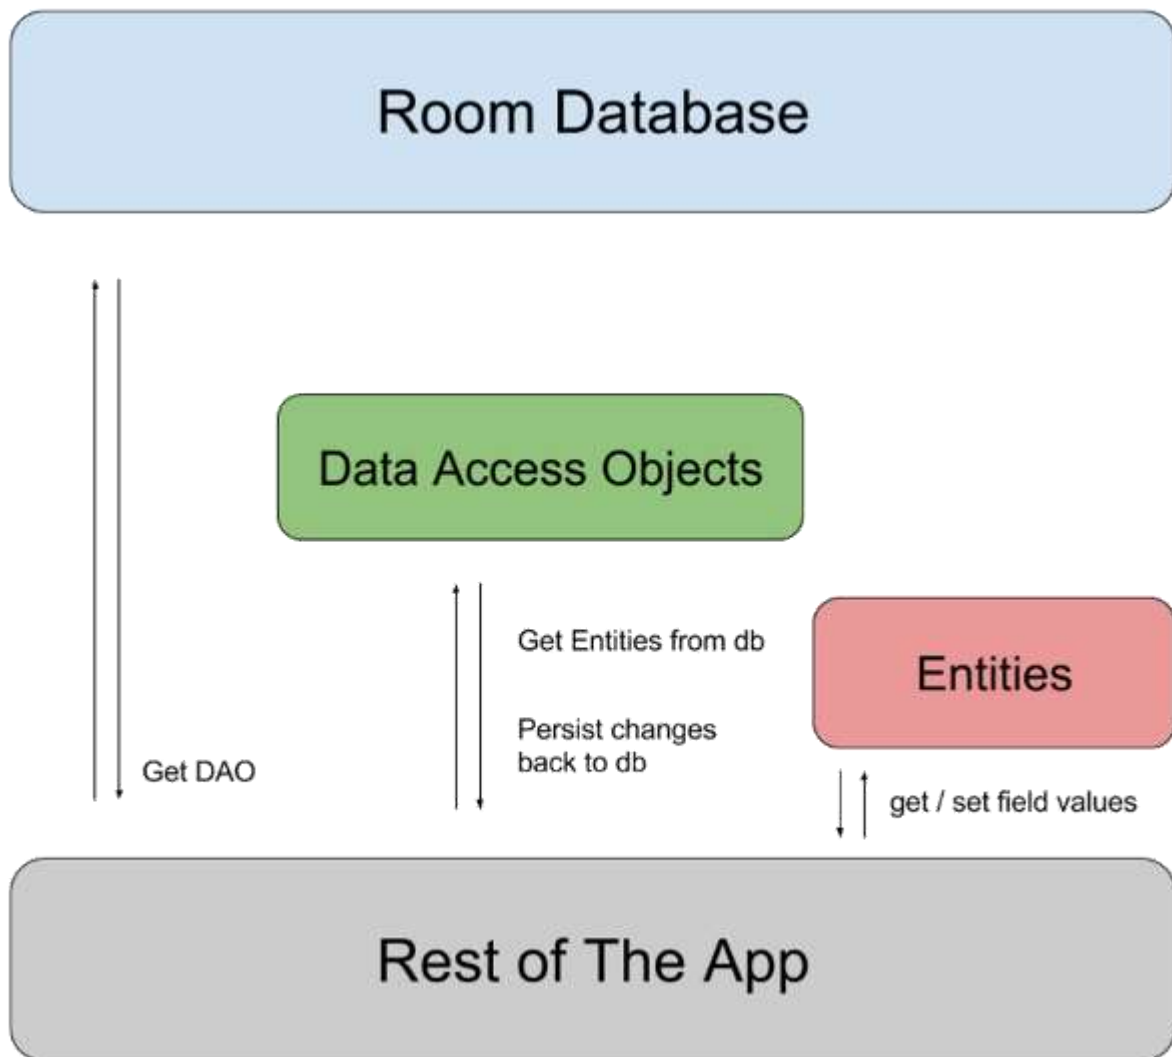 Room Database
Data Access Objects
Get Entities from db
Entities
Persist changes
back to db
Get DAO
get / set field values
Rest of The App